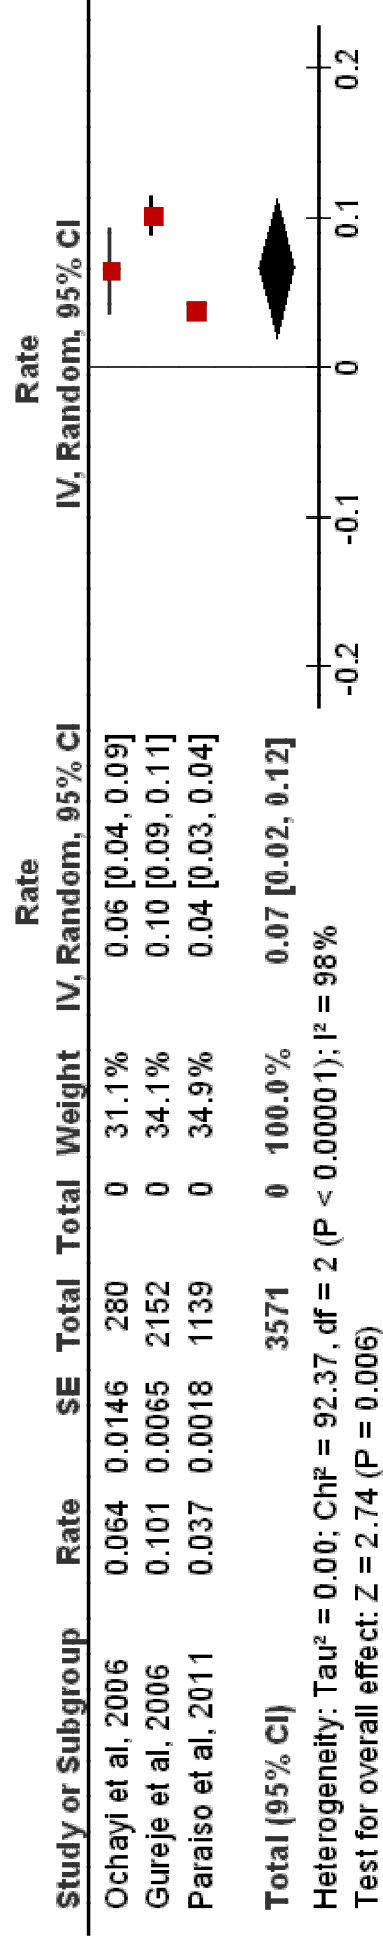 Rate Rate
Study or Subgroup Rate SE Total Total Weight IV, Random, 95% CI IV, Random, 95% CI
Ochayi et al, 2006 0.064 0.0146 280 0 31.1% 0.06 [0.04, 0.09]
Gureje et al, 2006 0.101 0.0065 2152 0 34.1% 0.10 [0.09, 0.11]
Paraiso et al, 2011 0.037 0.0018 1139 0 34.9% 0.04 [0.03, 0.04]
Total (95% CI) 3571 0 100.0% 0.07 [0.02, 0.12]
Heterogeneity: Tau² = 0.00; Chi² = 92.37, df = 2 (P < 0.00001); I² = 98%
Test for overall effect: Z = 2.74 (P = 0.006)
-0.2 -0.1 0 0.1 0.2